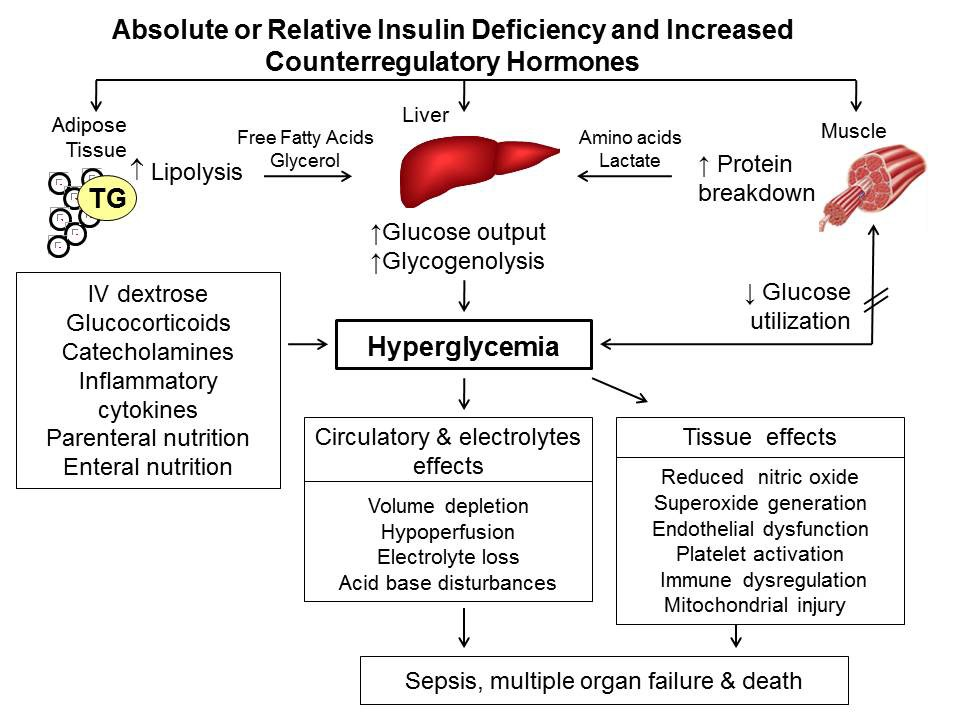 Absolute or Relative Insulin Deficiency and Increased
Counterregulatory Hormones
Adipose
Tissue
TG
↑ Lipolysis
Free Fatty Acids
Glycerol
Liver
Amino acids
Lactate
↑ Protein
breakdown
Muscle
↑Glucose output
↑Glycogenolysis
↓ Glucose
utilization
IV dextrose
Glucocorticoids
Catecholamines
Inflammatory
cytokines
Parenteral nutrition
Enteral nutrition
Hyperglycemia
Circulatory & electrolytes
effects
Volume depletion
Hypoperfusion
Electrolyte loss
Acid base disturbances
Tissue effects
Reduced nitric oxide
Superoxide generation
Endothelial dysfunction
Platelet activation
Immune dysregulation
Mitochondrial injury
Sepsis, multiple organ failure & death